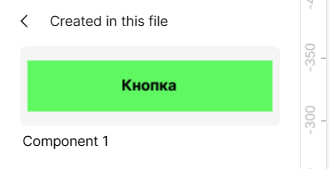 Created in this file
Кнопка
Component 1
-350
-300